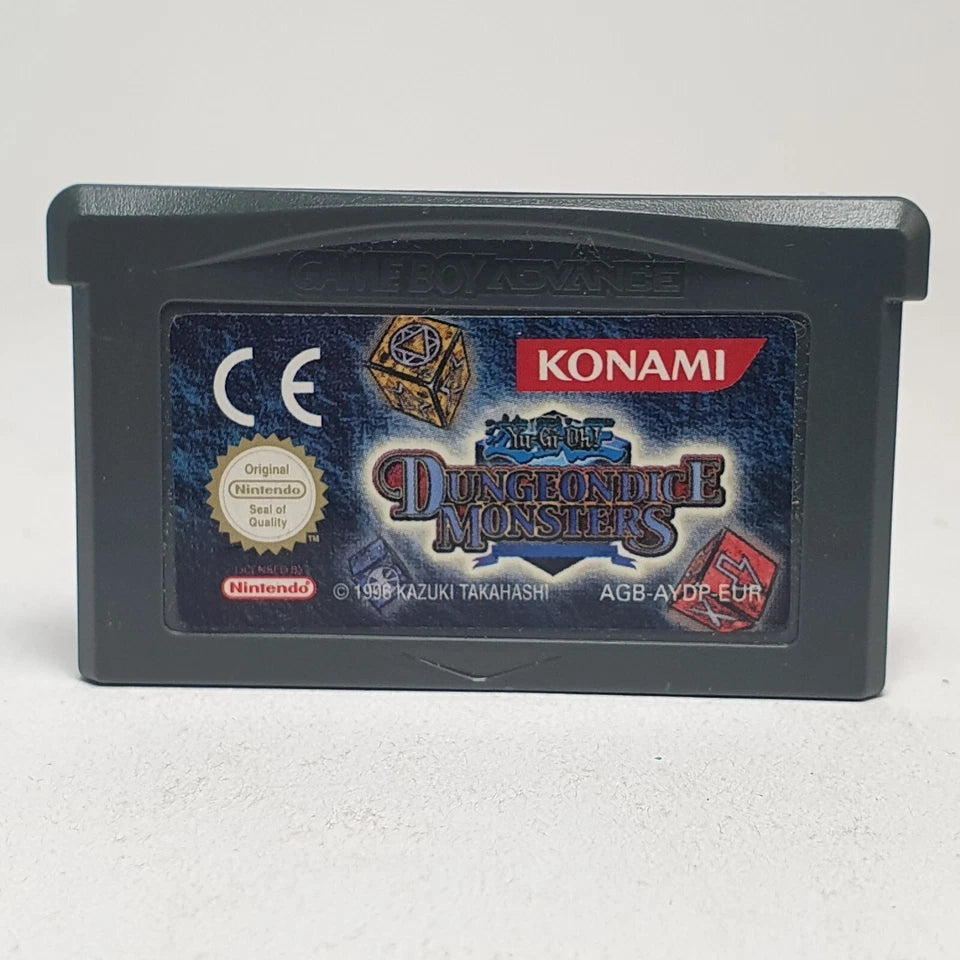 GAME BOY ADVANCE
CE
KONAMI
Yu-Gi-Oh!
DUNGEONDICE
MONSTERS
Original
Nintendo
Seal of
Quality
TM
LICENSED BY
Nintendo
© 1996 KAZUKI TAKAHASHI
AGB-AYDP-EUR